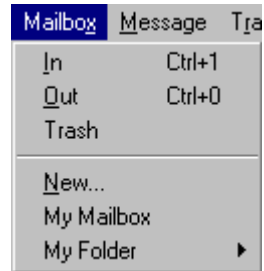 Mailbox Message Tra
In Ctrl+1
Out Ctrl+0
Trash
New...
My Mailbox
My Folder